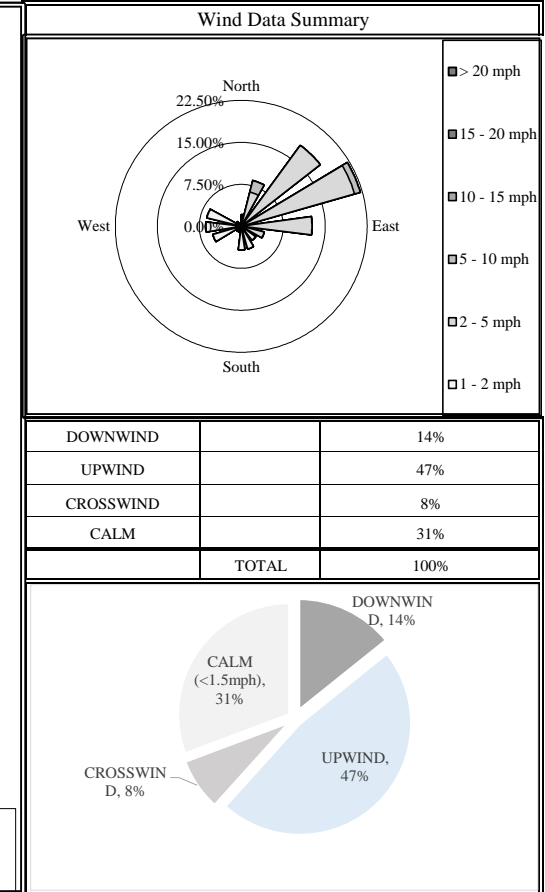 Wind Data Summary
North
22.50%
15.00%
7.50%
0.00%
West
East
South
> 20 mph
15 - 20 mph
10 - 15 mph
5 - 10 mph
2 - 5 mph
1 - 2 mph
DOWNWIND 14%
UPWIND 47%
CROSSWIND 8%
CALM 31%
TOTAL 100%
DOWNWIN
D, 14%
CALM
(<1.5mph),
31%
UPWIND,
47%
CROSSWIN
D, 8%